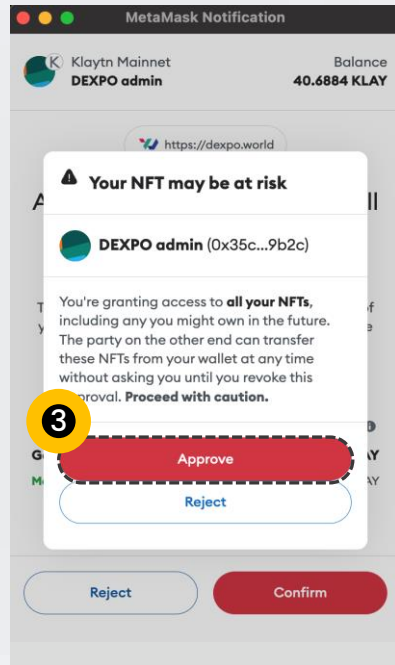 MetaMask Notification
K
Klaytn Mainnet
DEXPO admin
Balance
40.6884 KLAY
https://dexpo.world
Your NFT may be at risk
DEXPO admin (0x35c...9b2c)
You're granting access to all your NFTs,
including any you might own in the future.
The party on the other end can transfer
these NFTs from your wallet at any time
without asking you until you revoke this
Proceed with caution.
3
Approve
Reject
Reject
Confirm